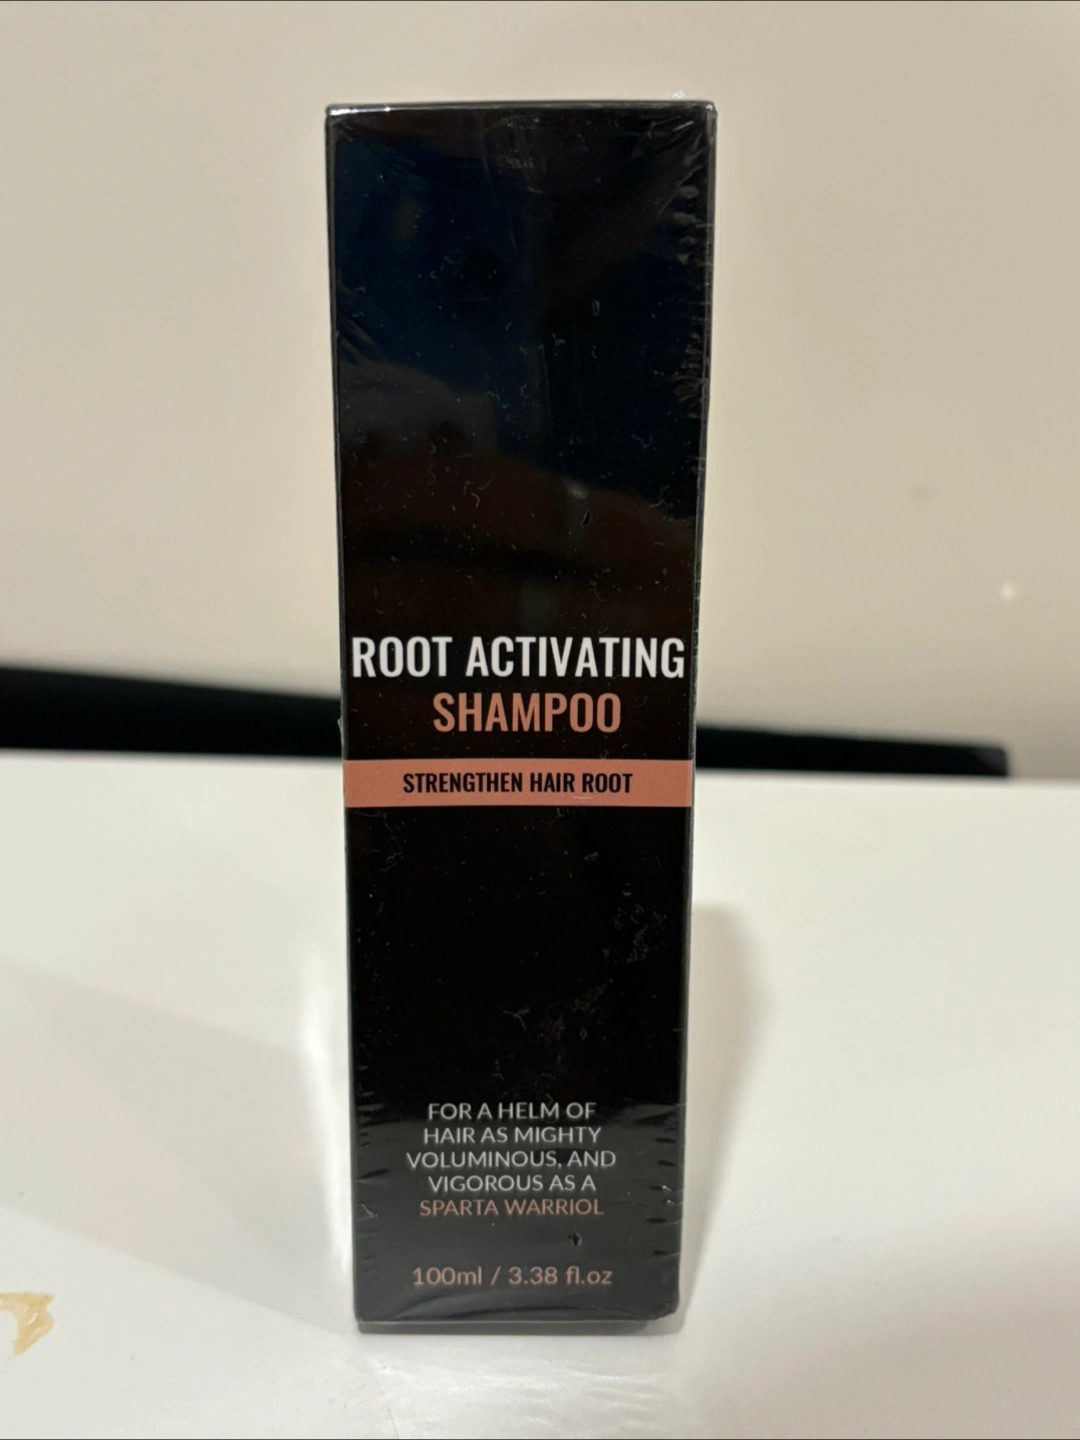 ROOT ACTIVATING
SHAMPOO
STRENGTHEN HAIR ROOT
FOR A HELM OF
HAIR AS MIGHTY
VOLUMINOUS, AND
VIGOROUS AS A
SPARTA WARRIOL
100ml / 3.38 fl.oz